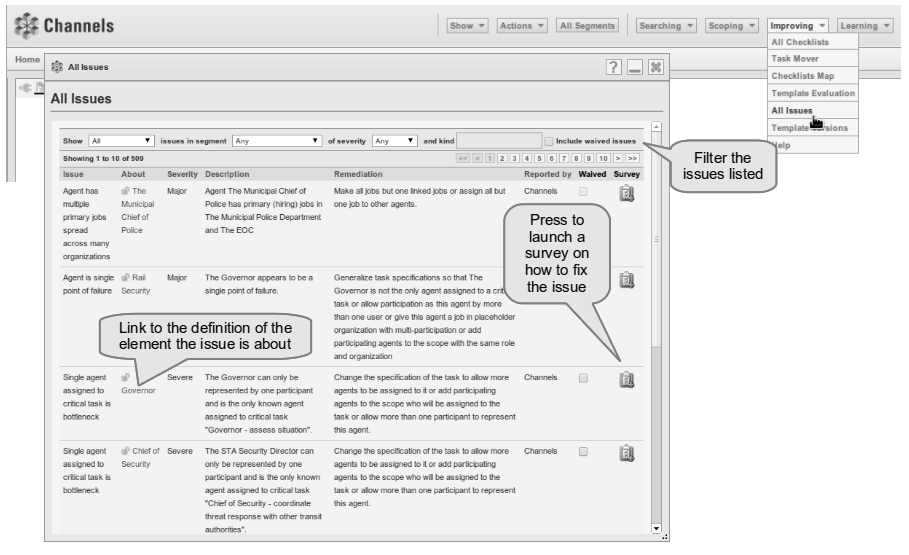 Channels
Show Actions All Segments Searching Scoping Improving Learning
All Checklists
Task Mover
Checklists Map
Template Evaluation
All Issues
Template Versions
Help
Home
All Issues ?
All Issues
Show All issues in segment Any of severity Any and kind Include waived issues
Showing 1 to 10 of 509 << < 1 2 3 4 5 6 7 8 9 10 > >>
Issue About Severity Description Remediation Reported by Waived Survey
Agent has The Major Agent The Municipal Chief of Make all jobs but one linked jobs or assign all but Channels
multiple Municipal Police has primary (hiring) jobs in one job to other agents.
primary jobs Chief of The Municipal Police Department
spread Police and The EOC
across many
organizations
Agent is single Rail Major The Governor appears to be a Generalize task specifications so that The
point of failure Security single point of failure. Governor is not the only agent assigned to a
task or allow participation as this agent by more
than one user or give this agent a job in placeholder
organization with multi-participation or add
participating agents to the scope with the same role
and organization
Single agent Severe The Governor can only be Change the specification of the task to allow more Channels
assigned to Governor represented by one participant agents to be assigned to it or add participating
critical task is and is the only known agent agents to the scope who will be assigned to the
bottleneck assigned to critical task task or allow more than one participant to represent
"Governor - assess situation". this agent.
Single agent Chief of Severe The STA Security Director can Change the specification of the task to allow more Channels
assigned to Security only be represented by one agents to be assigned to it or add participating
critical task is participant and is the only known agents to the scope who will be assigned to the
bottleneck agent assigned to critical task task or allow more than one participant to represent
"Chief of Security - coordinate this agent.
threat response with other transit
authorities".
Filter the
issues listed
Press to
launch a
survey on
how to fix
the issue
Link to the definition of the
element the issue is about